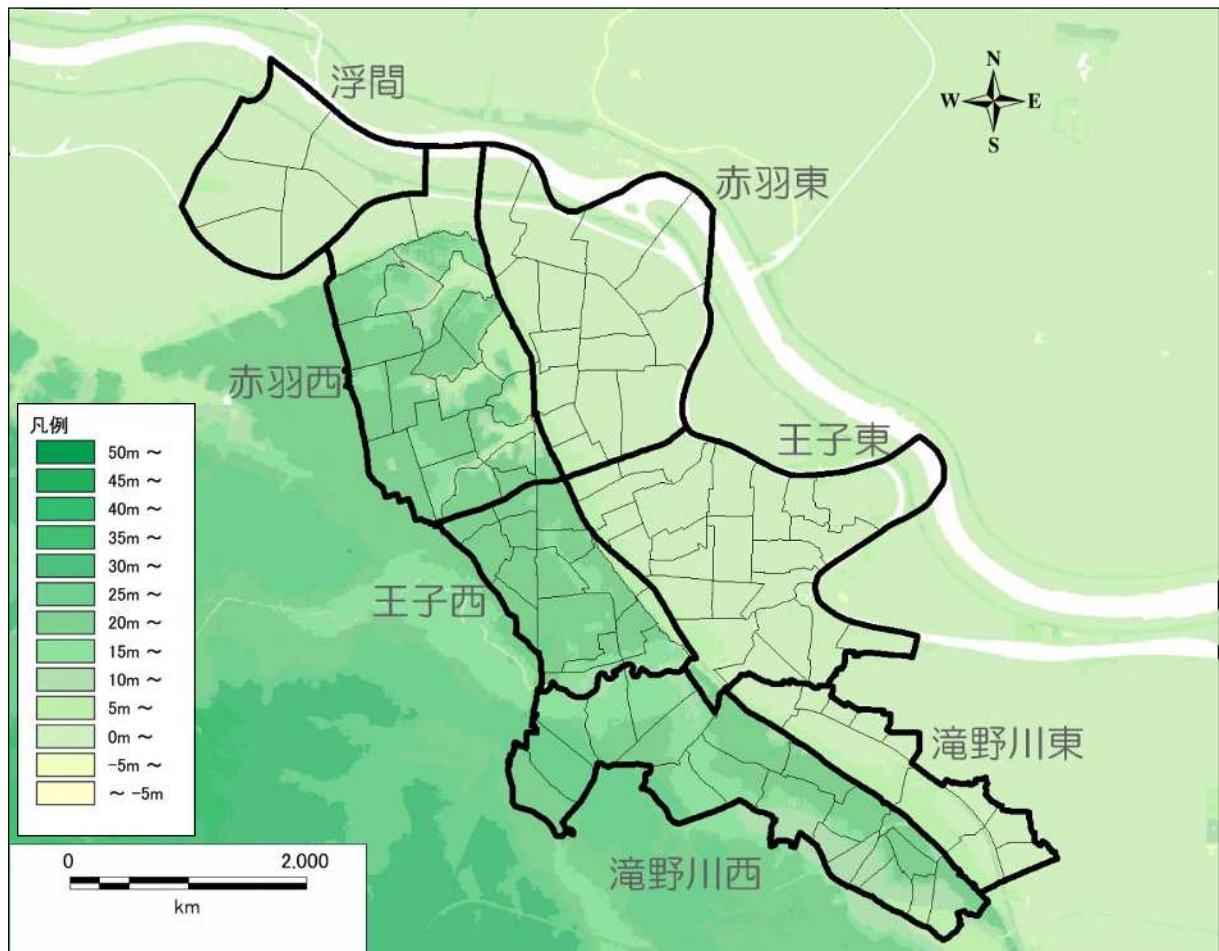 浮間
N
W
E
S
赤羽東
赤羽西
王子東
凡例
50m ～
45m ～
40m ～
35m ～
30m ～
25m ～
20m ～
15m ～
10m ～
5m ～
0m ～
-5m ～
～ -5m
王子西
滝野川東
滝野川西
0
2.000
km